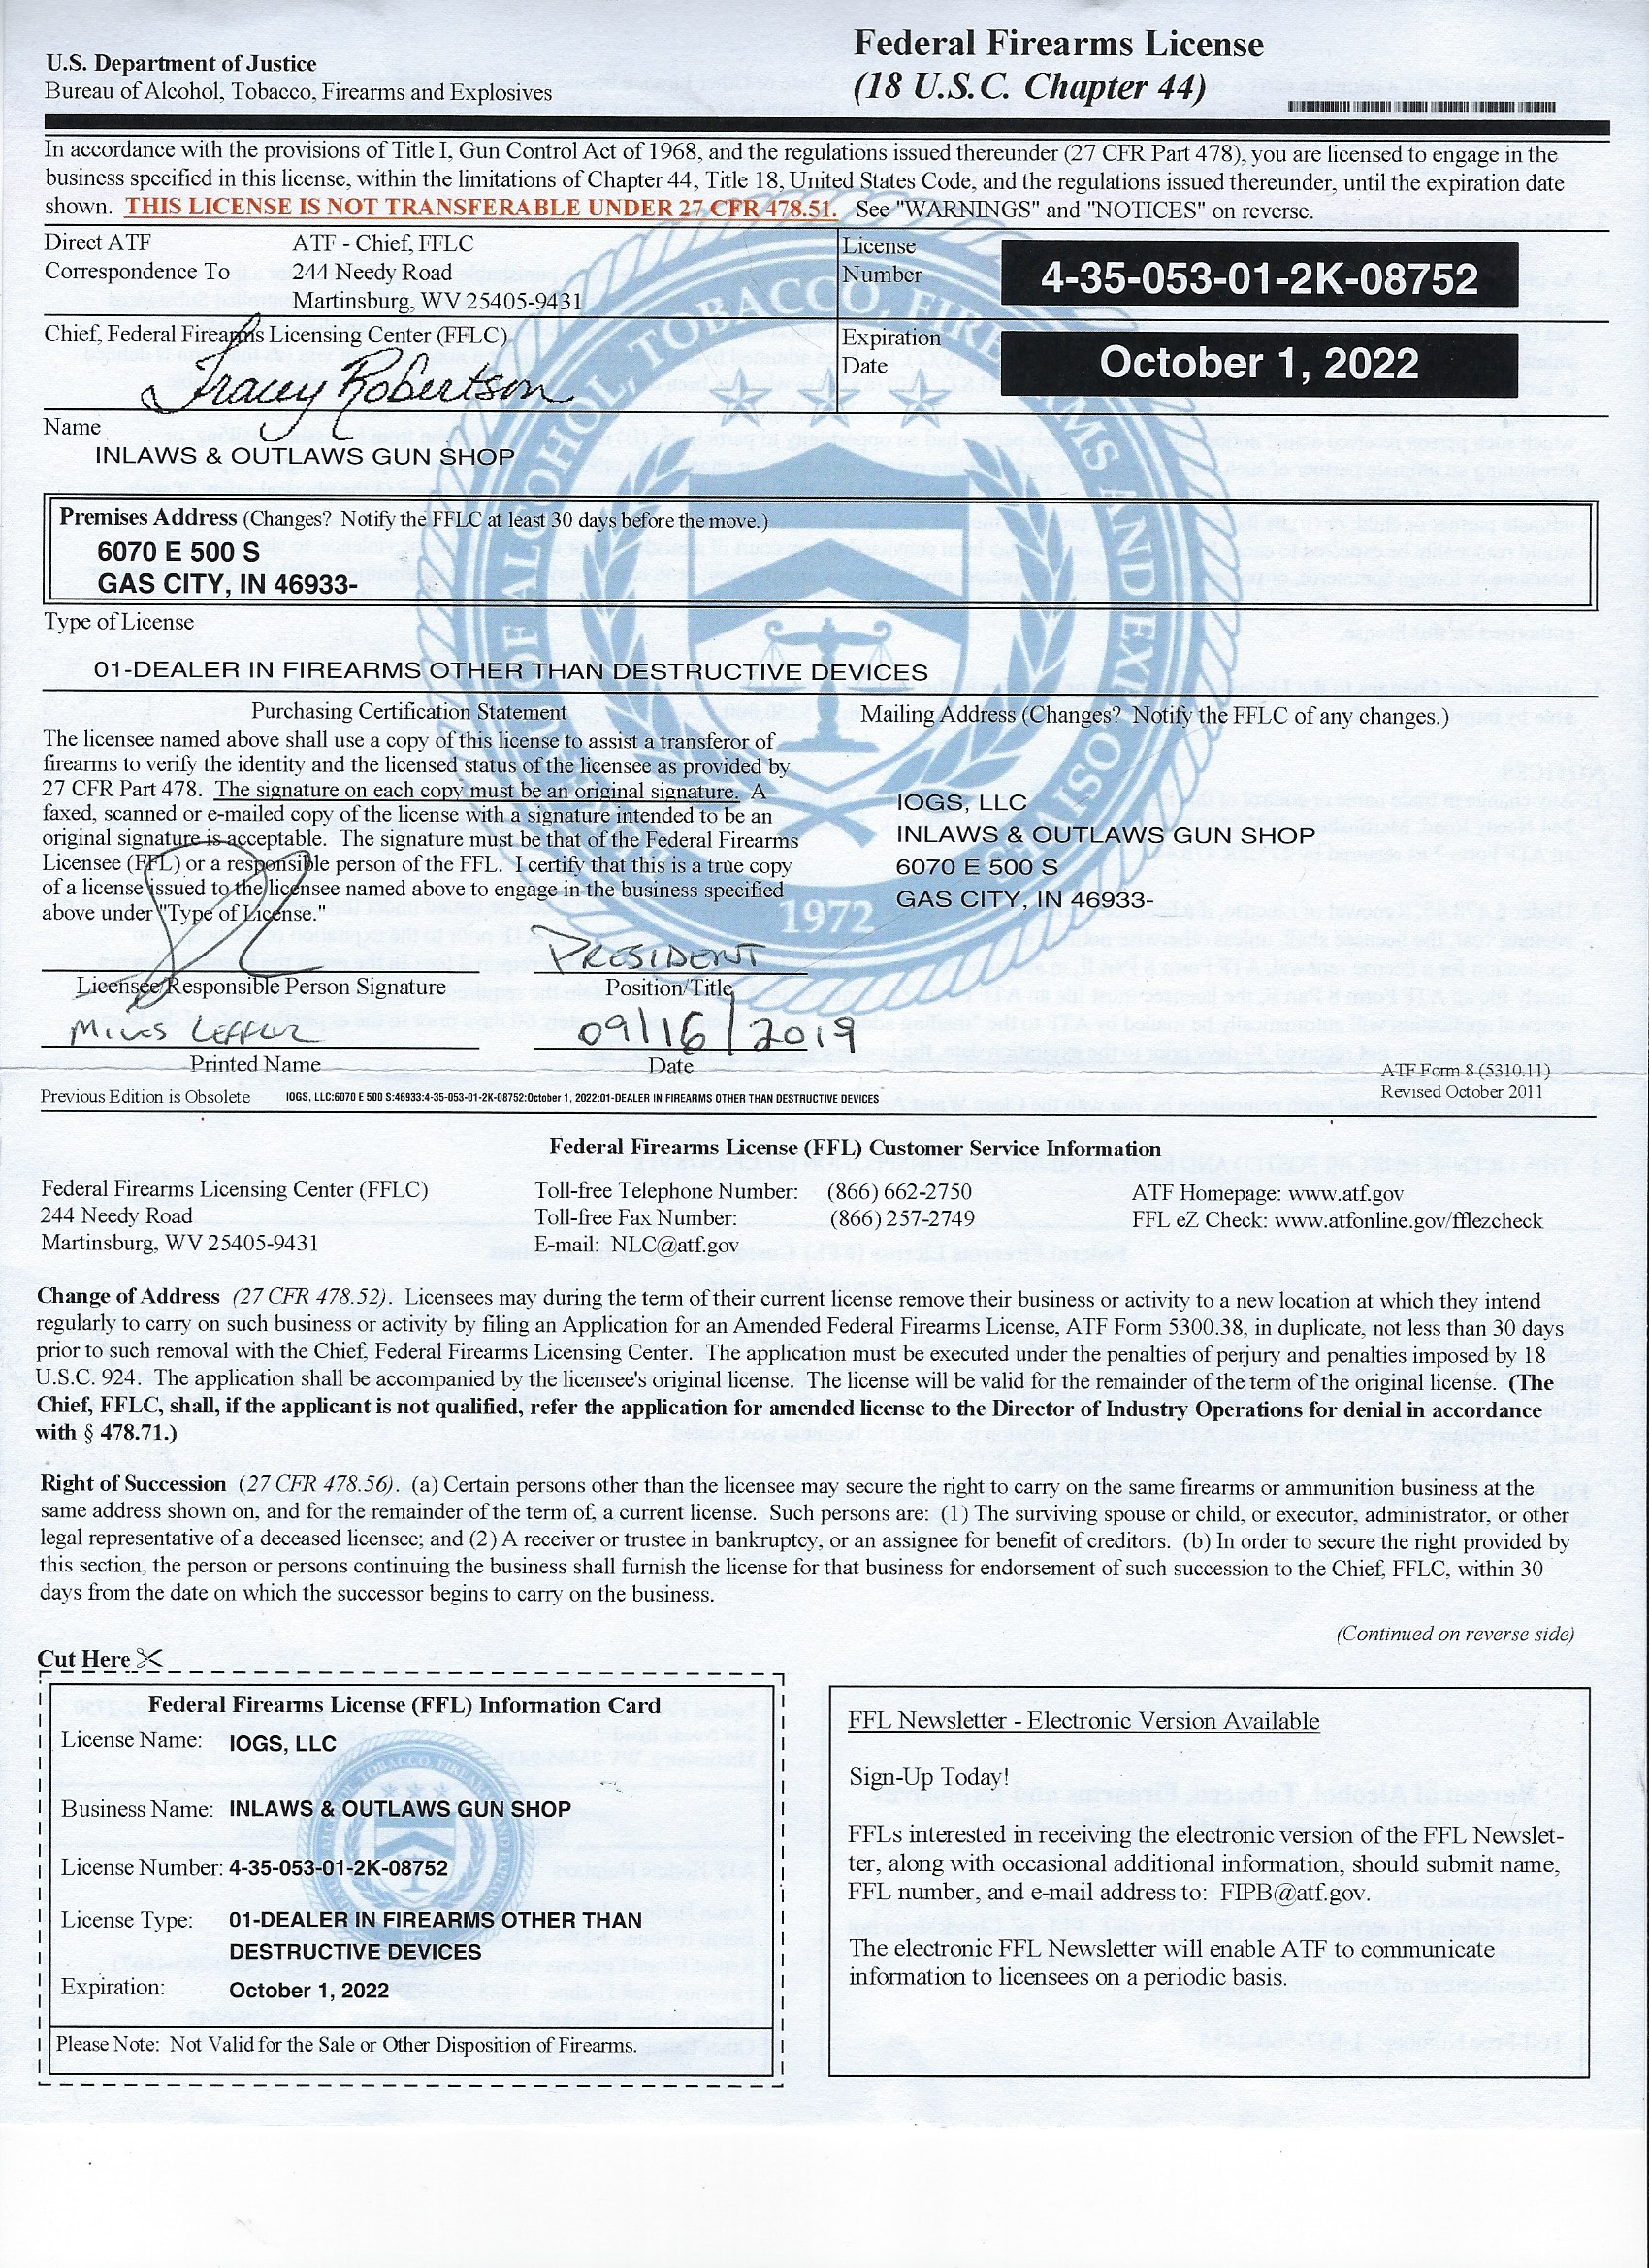 U.S. Department of Justice
Bureau of Alcohol, Tobacco, Firearms and Explosives
Federal Firearms License
(18 U.S.C. Chapter 44)
In accordance with the provisions of Title I, Gun Control Act of 1968, and the regulations issued thereunder (27 CFR Part 478), you are licensed to engage in the
business specified in this license, within the limitations of Chapter 44, Title 18, United States Code, and the regulations issued thereunder, until the expiration date
shown. THIS LICENSE IS NOT TRANSFERABLE UNDER 27 CFR 478.51. See "WARNINGS" and "NOTICES" on reverse.
Direct ATF
Correspondence To
ATF - Chief, FFLC
244 Needy Road
Martinsburg, WV 25405-9431
License
Number
4-35-053-01-2K-08752
Chief, Federal Firearms Licensing Center (FFLC)
Tracey Robertson
Expiration
Date
October 1, 2022
Name
INLAWS & OUTLAWS GUN SHOP
Premises Address (Changes? Notify the FFLC at least 30 days before the move.)
6070 E 500 S
GAS CITY, IN 46933-
Type of License
01-DEALER IN FIREARMS OTHER THAN DESTRUCTIVE DEVICES
Purchasing Certification Statement
The licensee named above shall use a copy of this license to assist a transferor of
firearms to verify the identity and the licensed status of the licensee as provided by
27 CFR Part 478. The signature on each copy must be an original signature. A
faxed, scanned or e-mailed copy of the license with a signature intended to be an
original signature is acceptable. The signature must be that of the Federal Firearms
Licensee (FFL) or a responsible person of the FFL. I certify that this is a true copy
of a license issued to the licensee named above to engage in the business specified
above under "Type of License."
Mailing Address (Changes? Notify the FFLC of any changes.)
IOGS, LLC
INLAWS & OUTLAWS GUN SHOP
6070 E 500 S
GAS CITY, IN 46933-
1972
PRESIDENT
Licensee/Responsible Person Signature
Position/Title
09/16/2019
Printed Name
Date
ATF Form 8 (5310.11)
Revised October 2011
Previous Edition is Obsolete
IOGS, LLC:6070 E 500 S:46933:4-35-053-01-2K-08752:October 1, 2022:01-DEALER IN FIREARMS OTHER THAN DESTRUCTIVE DEVICES
Federal Firearms License (FFL) Customer Service Information
Federal Firearms Licensing Center (FFLC)
244 Needy Road
Martinsburg, WV 25405-9431
Toll-free Telephone Number: (866) 662-2750
Toll-free Fax Number: (866) 257-2749
E-mail: NLC@atf.gov
ATF Homepage: www.atf.gov
FFL eZ Check: www.atfonline.gov/fflezcheck
Change of Address (27 CFR 478.52). Licensees may during the term of their current license remove their business or activity to a new location at which they intend
regularly to carry on such business or activity by filing an Application for an Amended Federal Firearms License, ATF Form 5300.38, in duplicate, not less than 30 days
prior to such removal with the Chief, Federal Firearms Licensing Center. The application must be executed under the penalties of perjury and penalties imposed by 18
U.S.C. 924. The application shall be accompanied by the licensee's original license. The license will be valid for the remainder of the term of the original license. (The
Chief, FFLC, shall, if the applicant is not qualified, refer the application for amended license to the Director of Industry Operations for denial in accordance
with § 478.71.)
Right of Succession (27 CFR 478.56). (a) Certain persons other than the licensee may secure the right to carry on the same firearms or ammunition business at the
same address shown on, and for the remainder of the term of, a current license. Such persons are: (1) The surviving spouse or child, or executor, administrator, or other
legal representative of a deceased licensee; and (2) A receiver or trustee in bankruptcy, or an assignee for benefit of creditors. (b) In order to secure the right provided by
this section, the person or persons continuing the business shall furnish the license for that business for endorsement of such succession to the Chief, FFLC, within 30
days from the date on which the successor begins to carry on the business.
(Continued on reverse side)
Cut Here
Federal Firearms License (FFL) Information Card
License Name: IOGS, LLC
Business Name: INLAWS & OUTLAWS GUN SHOP
License Number: 4-35-053-01-2K-08752
License Type: 01-DEALER IN FIREARMS OTHER THAN
DESTRUCTIVE DEVICES
Expiration: October 1, 2022
Please Note: Not Valid for the Sale or Other Disposition of Firearms.
FFL Newsletter - Electronic Version Available
Sign-Up Today!
FFLs interested in receiving the electronic version of the FFL Newslet-
ter, along with occasional additional information, should submit name,
FFL number, and e-mail address to: FIPB@atf.gov.
The electronic FFL Newsletter will enable ATF to communicate
information to licensees on a periodic basis.